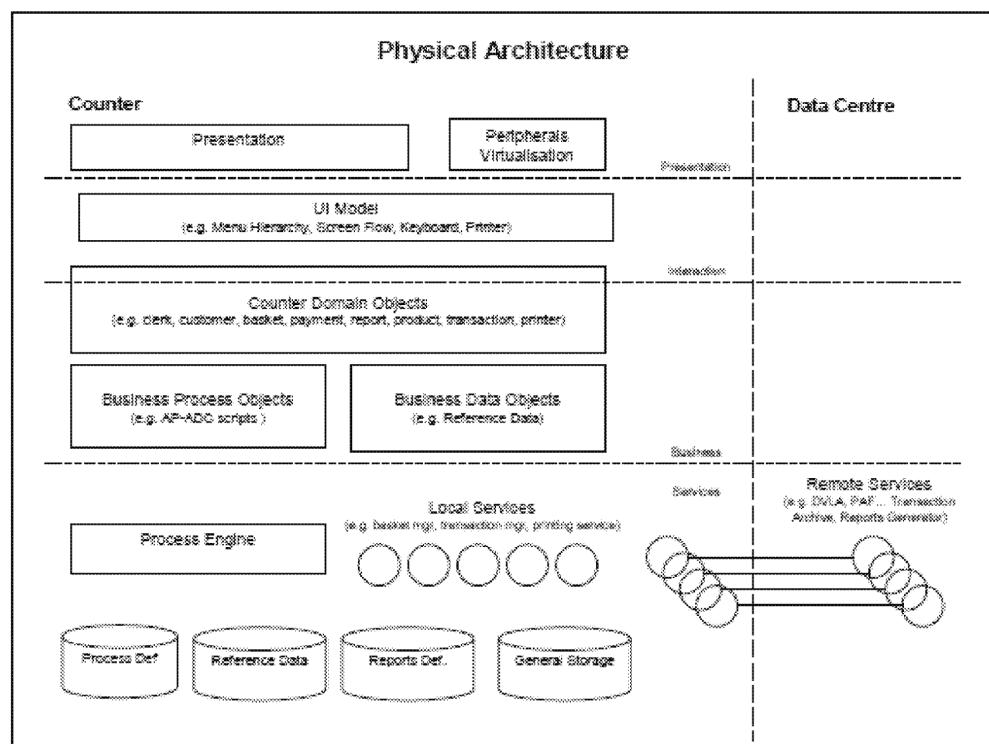 Physical Architecture
Counter
Data Centre
Presentation
Peripherals
Virtualisation
Presentation
UI Model
(e.g. Menu Hierarchy, Screen Flow, Keyboard, Printer)
Interaction
Counter Domain Objects
(e.g. clerk, customer, basket, payment, report, product, transaction, printer)
Business Process Objects
(e.g. AP-ADC scripts )
Business Data Objects
(e.g. Reference Data)
Business
Services
Remote Services
(e.g. DVLA, PAF... Transaction
Archive, Reports Generator)
Local Services
(e.g. basket mgr, transaction mgr, printing service)
Process Engine
Process Def
Reference Data
Reports Def.
General Storage